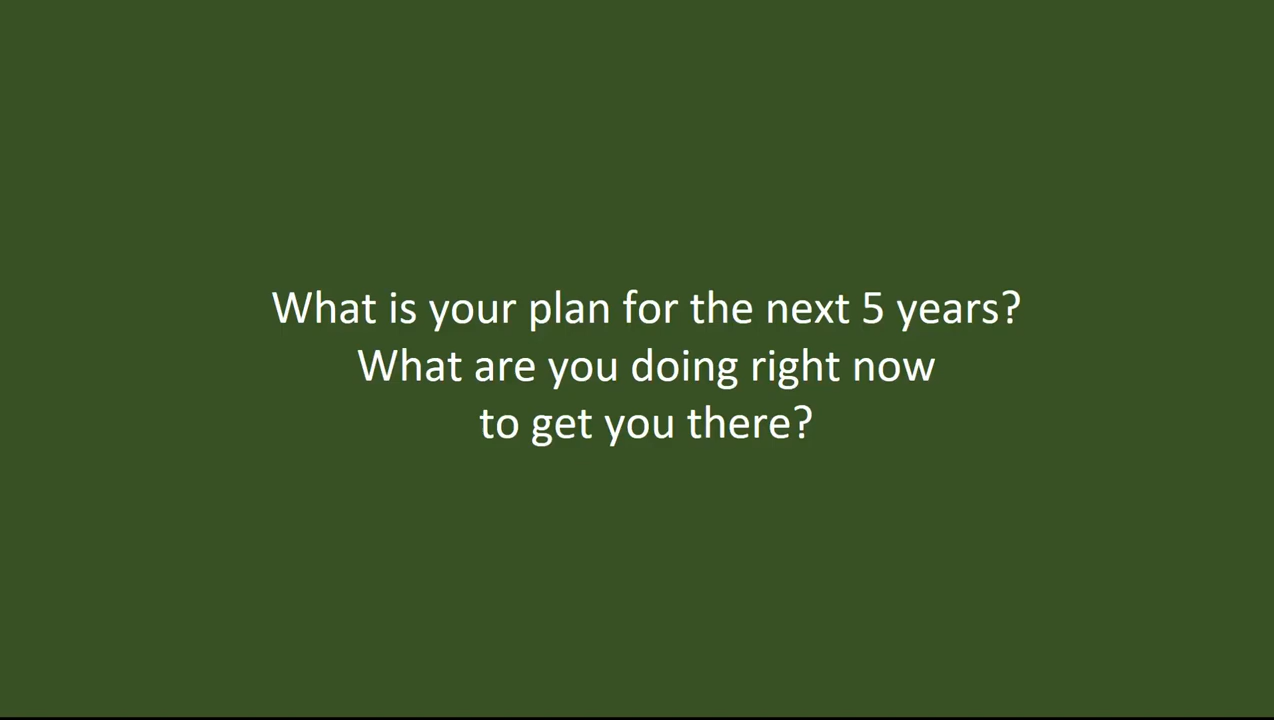 What is your plan for the next 5 years?
What are you doing right now
to get you there?